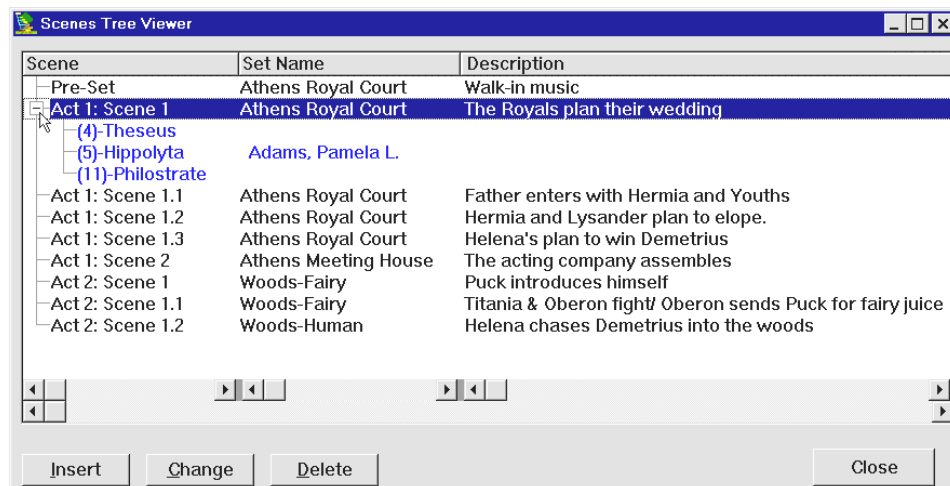 Scenes Tree Viewer
Scene Set Name Description
Pre-Set Athens Royal Court Walk-in music
Act 1: Scene 1 Athens Royal Court The Royals plan their wedding
(4)-Theseus
(5)-Hippolyta Adams, Pamela L.
(11)-Philostrate
Act 1: Scene 1.1 Athens Royal Court Father enters with Hermia and Youths
Act 1: Scene 1.2 Athens Royal Court Hermia and Lysander plan to elope.
Act 1: Scene 1.3 Athens Royal Court Helena's plan to win Demetrius
Act 1: Scene 2 Athens Meeting House The acting company assembles
Act 2: Scene 1 Woods-Fairy Puck introduces himself
Act 2: Scene 1.1 Woods-Fairy Titania & Oberon fight/ Oberon sends Puck for fairy juice
Act 2: Scene 1.2 Woods-Human Helena chases Demetrius into the woods
Insert Change Delete Close